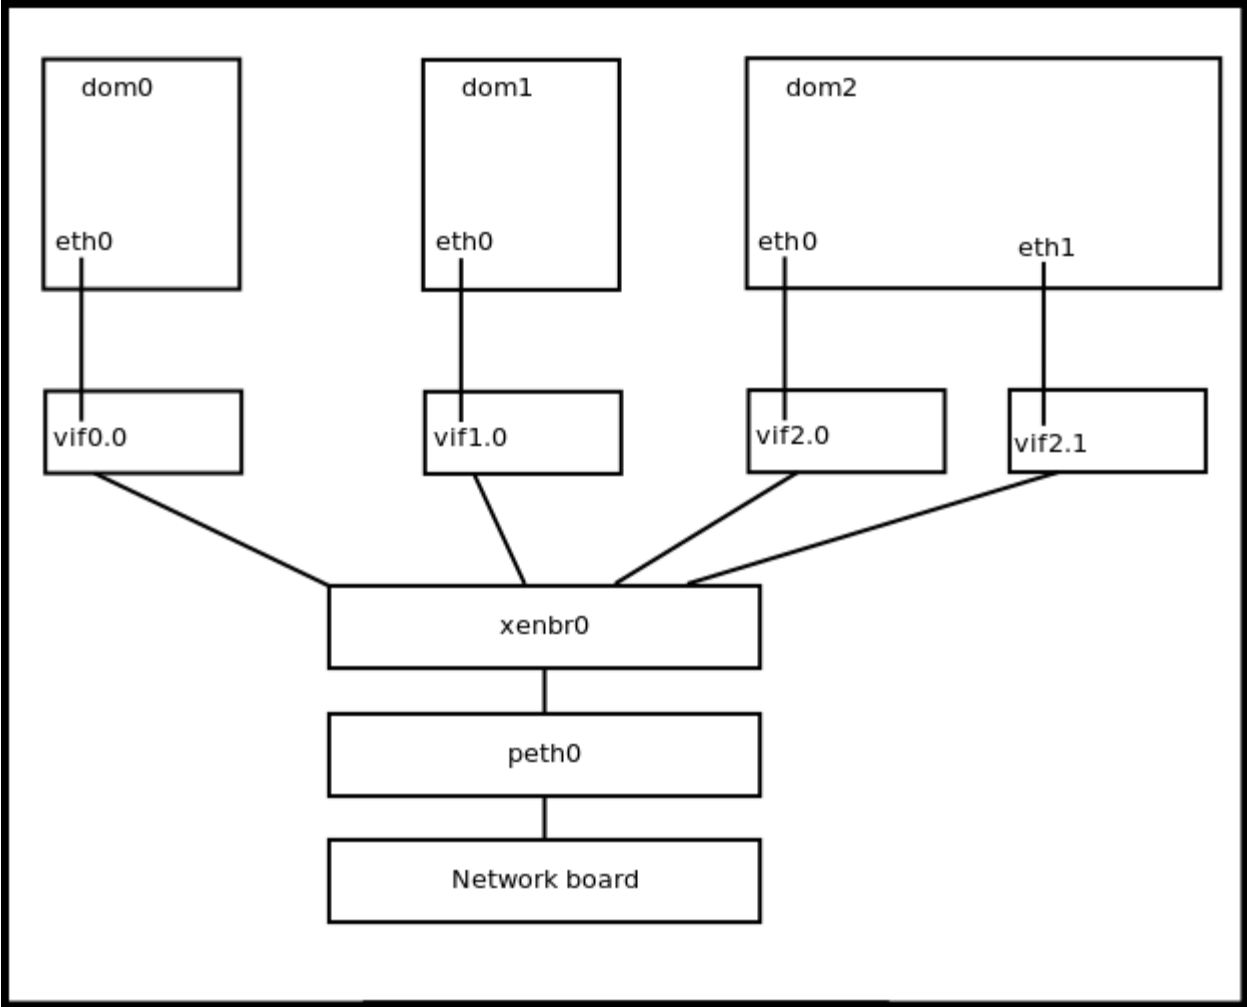 dom0
dom1
dom2
eth0
eth0
eth0
eth1
vif0.0
vif1.0
vif2.0
vif2.1
xenbr0
peth0
Network board